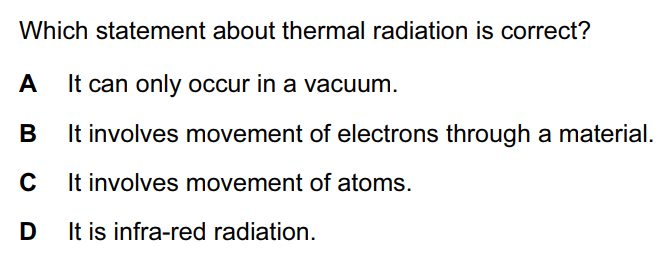 Which statement about thermal radiation is correct?
A It can only occur in a vacuum.
B It involves movement of electrons through a material.
C It involves movement of atoms.
D It is infra-red radiation.